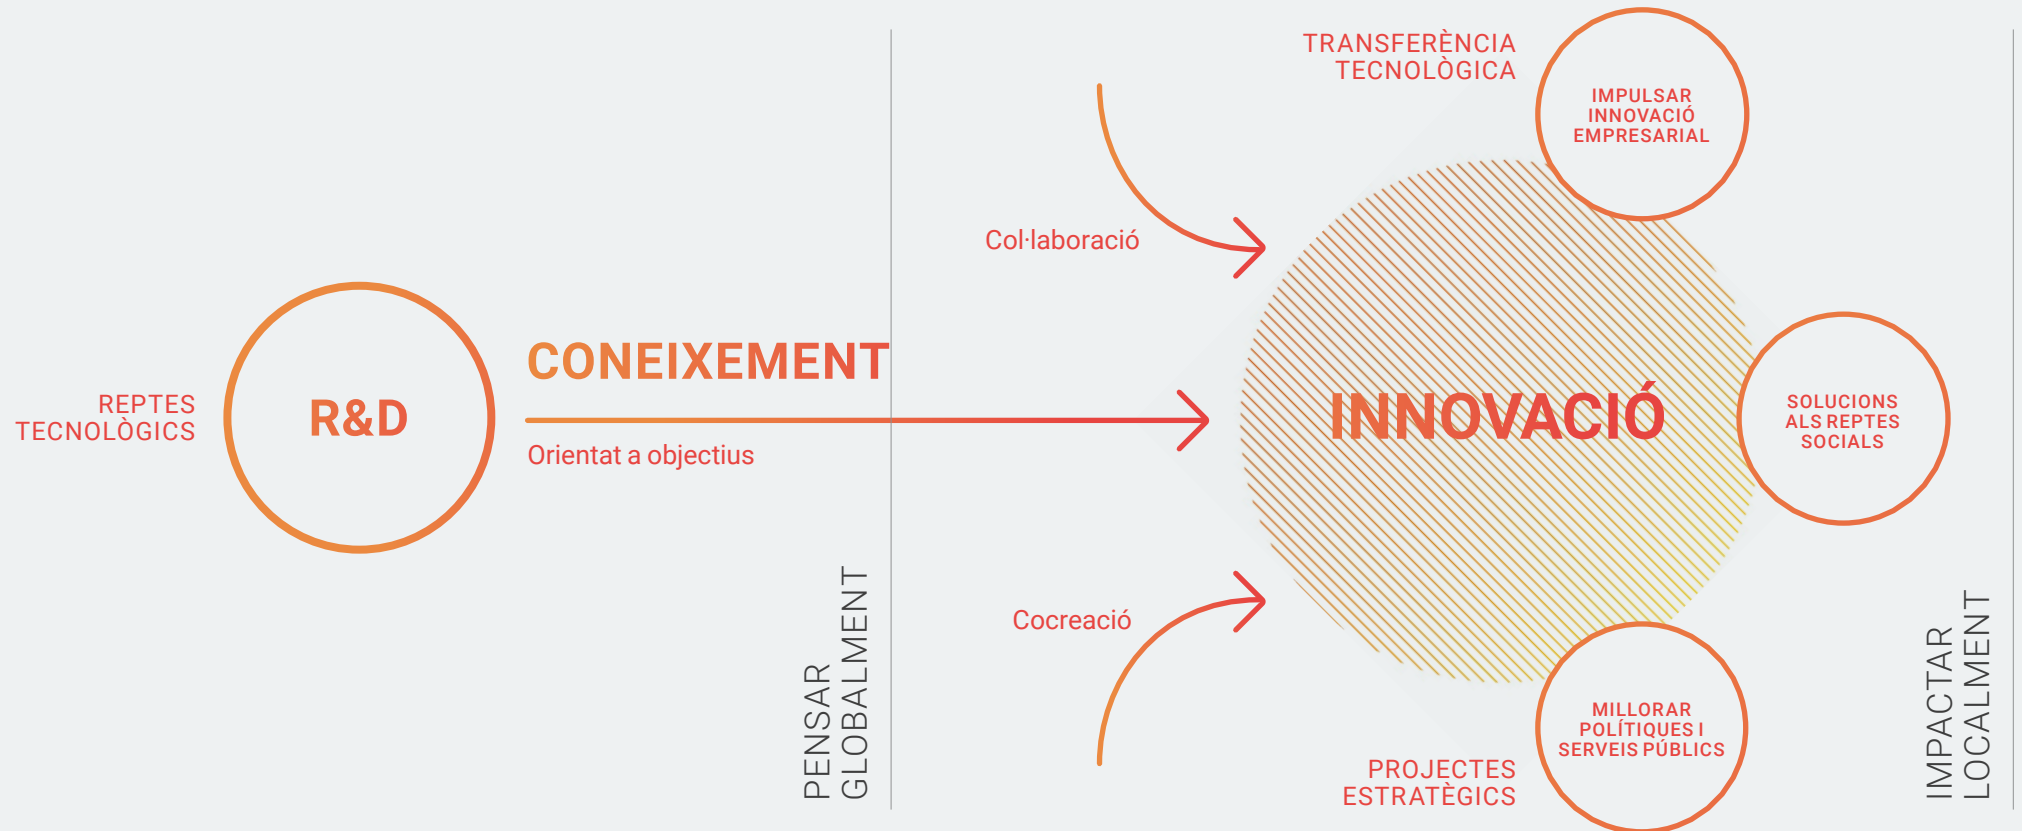 REPTES
TECNOLÒGICS
R&D
CONEIXEMENT
Orientat a objectius
PENSAR
GLOBALMENT
Col·laboració
Cocreació
TRANSFERÈNCIA
TECNOLÒGICA
IMPULSAR
INNOVACIÓ
EMPRESARIAL
INNOVACIÓ
SOLUCIONS
ALS REPTES
SOCIALS
PROJECTES
ESTRATÈGICS
MILLORAR
POLÍTIQUES I
SERVEIS PÚBLICS
IMPACTAR
LOCALMENT